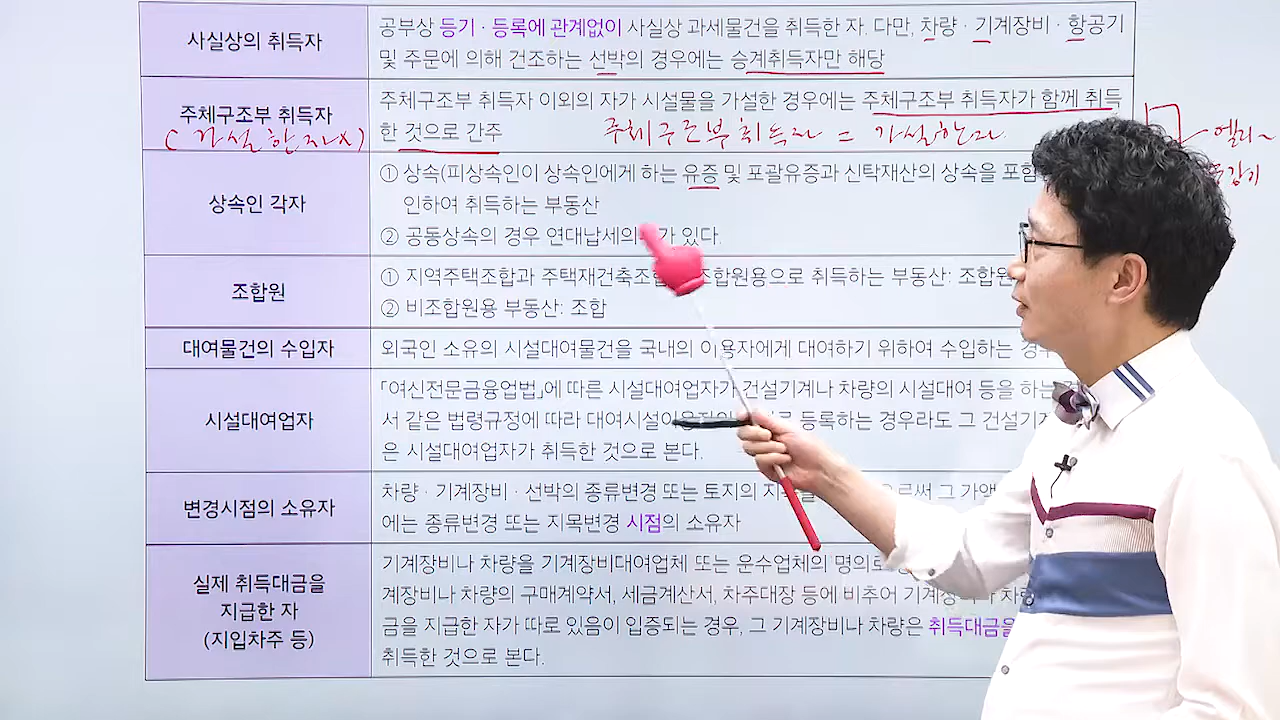 사실상의 취득자
공부상 등기 · 등록에 관계없이 사실상 과세물건을 취득한 자. 다만, 차량 · 기계장비 · 항공기
및 주문에 의해 건조하는 선박의 경우에는 승계취득자만 해당
주체구조부 취득자
(가설한자X)
주체구조부 취득자 이외의 자가 시설물을 가설한 경우에는 주체구조부 취득자가 함께 취득
한 것으로 간주
주체구조부취득자 = 가설한자.
엘리~
상속인 각자
① 상속(피상속인이 상속인에게 하는 유증 및 포괄유증과 신탁재산의 상속을 포함
인하여 취득하는 부동산
② 공동상속의 경우 연대납세의 가 있다.
조합원
① 지역주택조합과 주택재건축조합 조합원용으로 취득하는 부동산: 조합원
② 비조합원용 부동산: 조합
대여물건의 수입자
외국인 소유의 시설대여물건을 국내의 이용자에게 대여하기 위하여 수입하는 경우
시설대여업자
「여신전문금융업법」에 따른 시설대여업자가 건설기계나 차량의 시설대여 등을 하는
서 같은 법령규정에 따라 대여시설이용자의 로 등록하는 경우라도 그 건설기계
은 시설대여업자가 취득한 것으로 본다.
변경시점의 소유자
차량 · 기계장비 · 선박의 종류변경 또는 토지의 지목을 으로써 그 가액
에는 종류변경 또는 지목변경 시점의 소유자
실제 취득대금을
지급한 자
(지입차주 등)
기계장비나 차량을 기계장비대여업체 또는 운수업체의 명의로
계장비나 차량의 구매계약서, 세금계산서, 차주대장 등에 비추어 기계장비나 차량
금을 지급한 자가 따로 있음이 입증되는 경우, 그 기계장비나 차량은 취득대금을
취득한 것으로 본다.